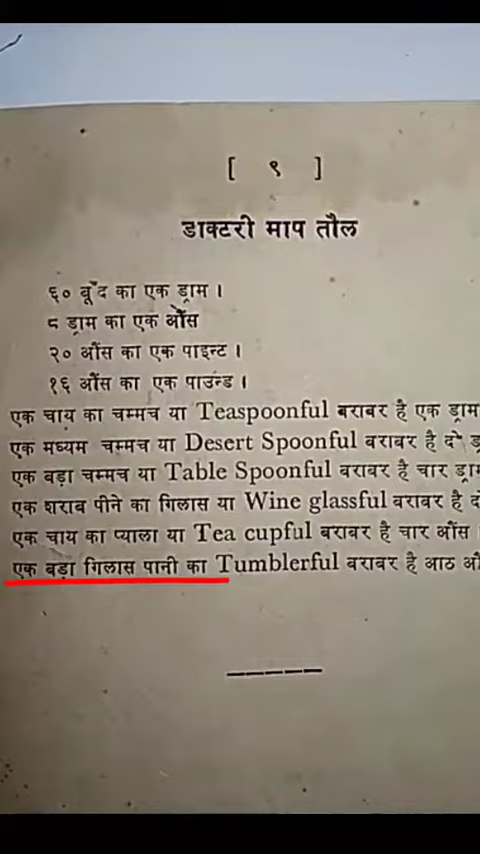 [ ९ ]
डाक्टरी माप तौल
६० बूँद का एक ड्राम ।
८ ड्राम का एक औंस
२० औंस का एक पाइन्ट ।
१६ औंस का एक पाउन्ड ।
एक चाय का चम्मच या Teaspoonful बराबर है एक ड्राम
एक मध्यम चम्मच या Desert Spoonful बराबर है दो
एक बड़ा चम्मच या Table Spoonful बराबर है चार ड्राम
एक शराब पीने का गिलास या Wine glassful बराबर है
एक चाय का प्याला या Tea cupful बराबर है चार औंस
एक बड़ा गिलास पानी का Tumblerful बराबर है आठ